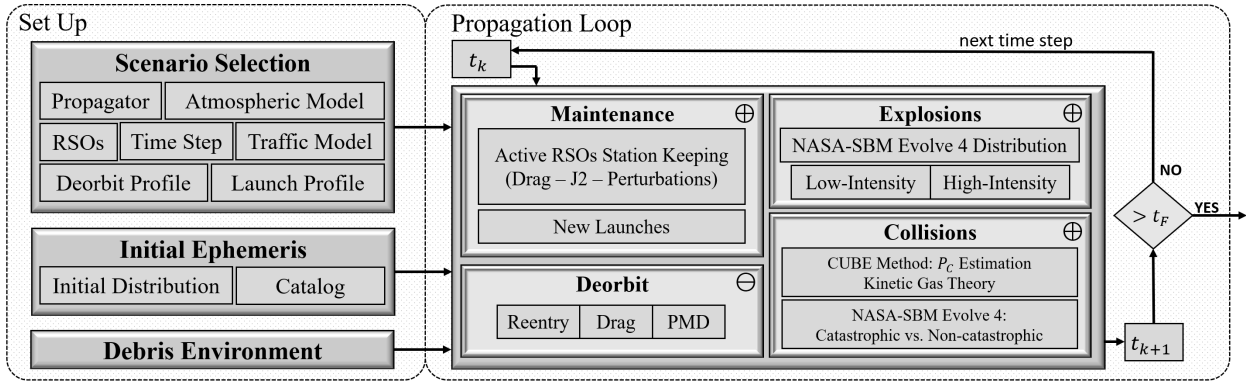 Set Up
Scenario Selection
Propagator
Atmospheric Model
RSOs
Time Step
Traffic Model
Deorbit Profile
Launch Profile
Initial Ephemeris
Initial Distribution
Catalog
Debris Environment
Propagation Loop
next time step
t_k
Maintenance ⊕
Active RSOs Station Keeping
(Drag – J2 – Perturbations)
New Launches
Deorbit ⊖
Reentry
Drag
PMD
Explosions ⊕
NASA-SBM Evolve 4 Distribution
Low-Intensity
High-Intensity
Collisions ⊕
CUBE Method: P_C Estimation
Kinetic Gas Theory
NASA-SBM Evolve 4:
Catastrophic vs. Non-catastrophic
NO
> t_F
YES
t_{k+1}